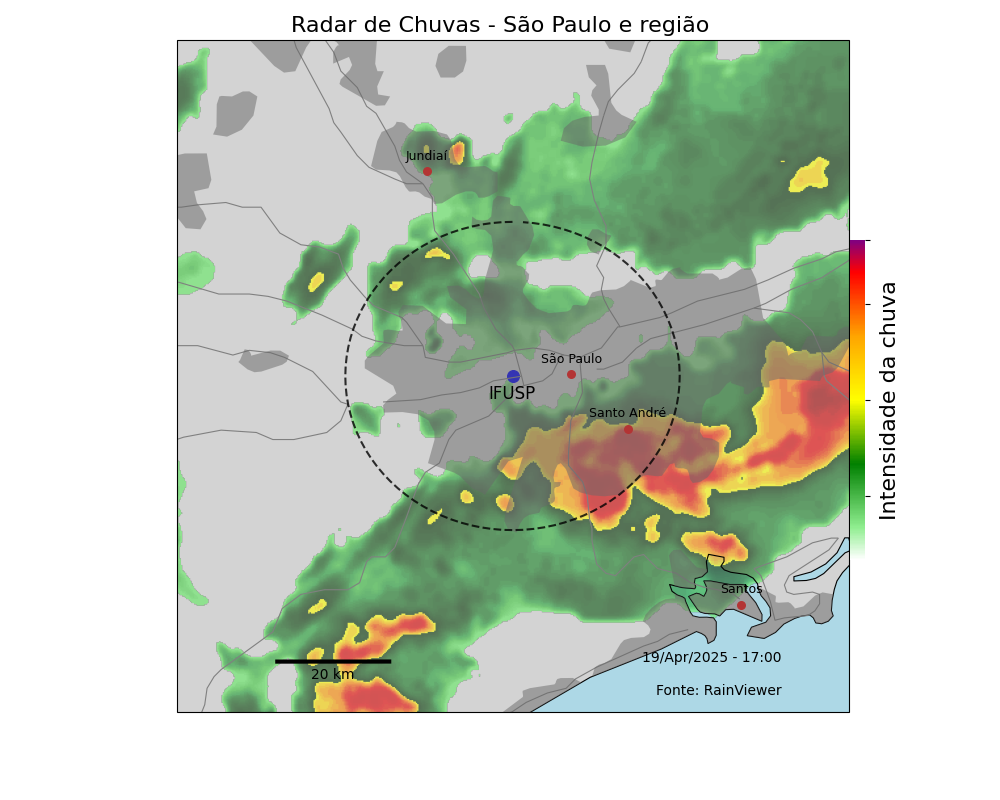 Radar de Chuvas - São Paulo e região
Jundiaí
São Paulo
IFUSP
Santo André
Santos
20 km
19/Apr/2025 - 17:00
Fonte: RainViewer
Intensidade da chuva